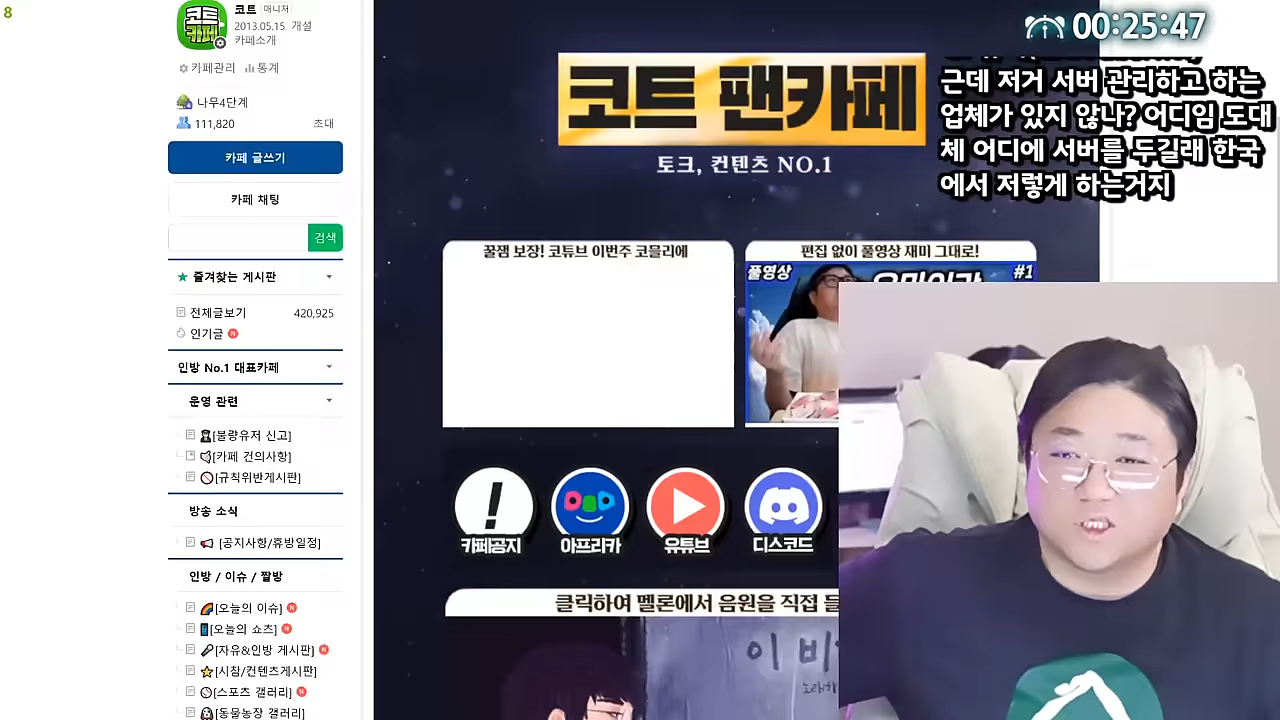 8
코트 매니저
2013.05.15. 개설
카페소개
카페관리 통계
나무4단계
111,820 초대
카페 글쓰기
카페 채팅
검색
즐겨찾는 게시판
전체글보기 420,925
인기글 N
인방 No.1 대표카페
운영 관련
[불량유저 신고]
[카페 건의사항]
[규칙위반게시판]
방송 소식
[공지사항/휴방일정]
인방 / 이슈 / 짤방
[오늘의 이슈] N
[오늘의 쇼츠] N
[자유&인방 게시판] N
[시참/컨텐츠게시판]
[스포츠 갤러리] N
[동물농장 갤러리]
코트
카페
코트 팬카페
토크, 컨텐츠 NO.1
꿀잼 보장! 코튜브 이번주 코믈리에
편집 없이 풀영상 재미 그대로!
풀영상
#1
카페공지
아프리카
유튜브
디스코드
클릭하여 멜론에서 음원을 직접
이 비
00:25:47
근데 저거 서버 관리하고 하는
업체가 있지 않나? 어디임 도대
체 어디에 서버를 두길래 한국
에서 저렇게 하는거지